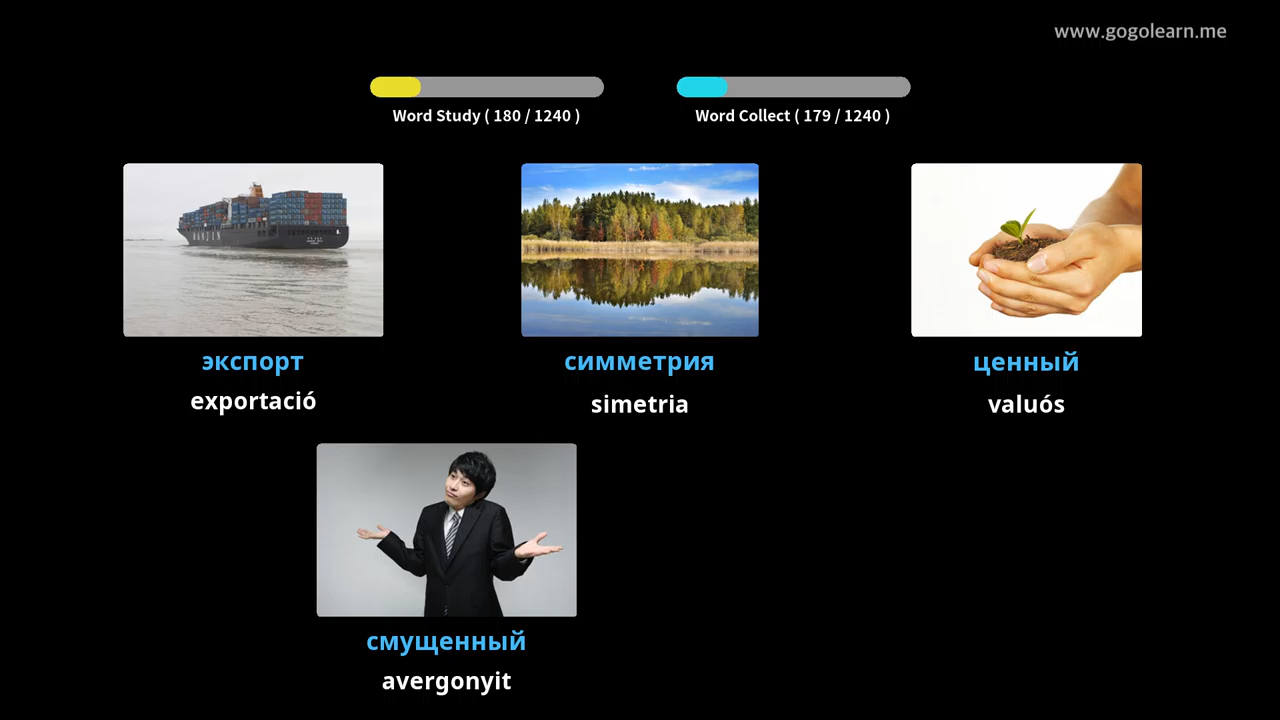 www.gogolearn.me
Word Study ( 180 / 1240 )
Word Collect ( 179 / 1240 )
HANJIN
экспорт
симметрия
ценный
exportació
simetria
valuós
смущенный
avergonyit